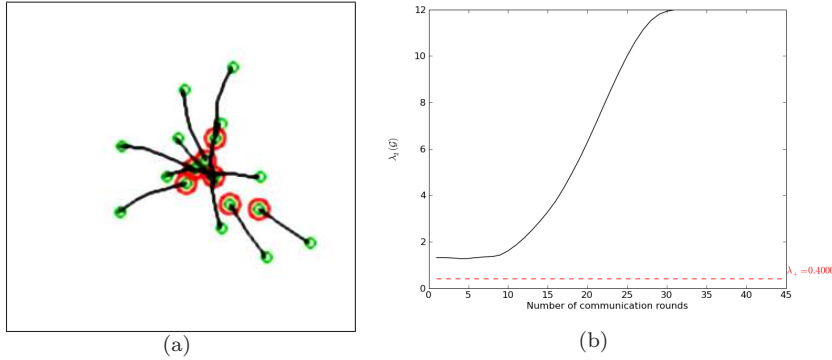 12
10
8
6
4
2
0
λ₂(𝒢)
λ₊ = 0.4000
0 5 10 15 20 25 30 35 40 45
Number of communication rounds
(a)
(b)